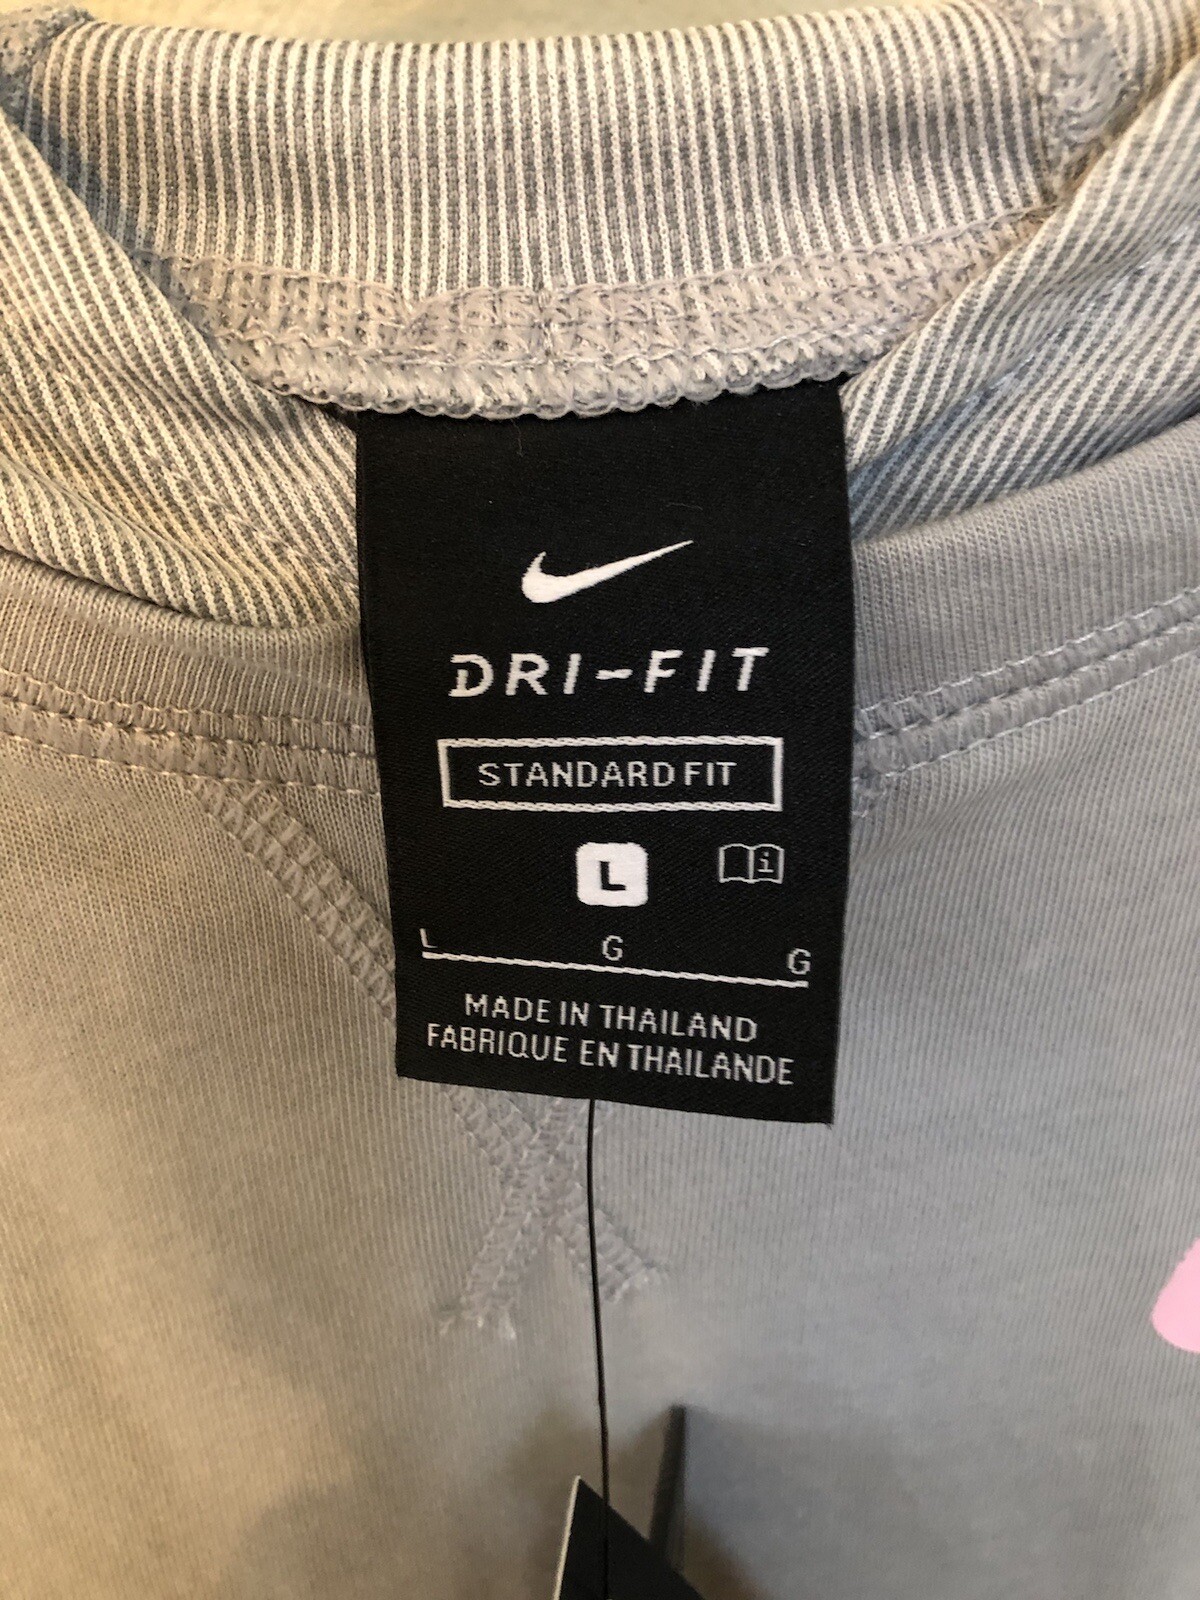 DRI-FIT
STANDARD FIT
L i
L G G
MADE IN THAILAND
FABRIQUE EN THAILANDE